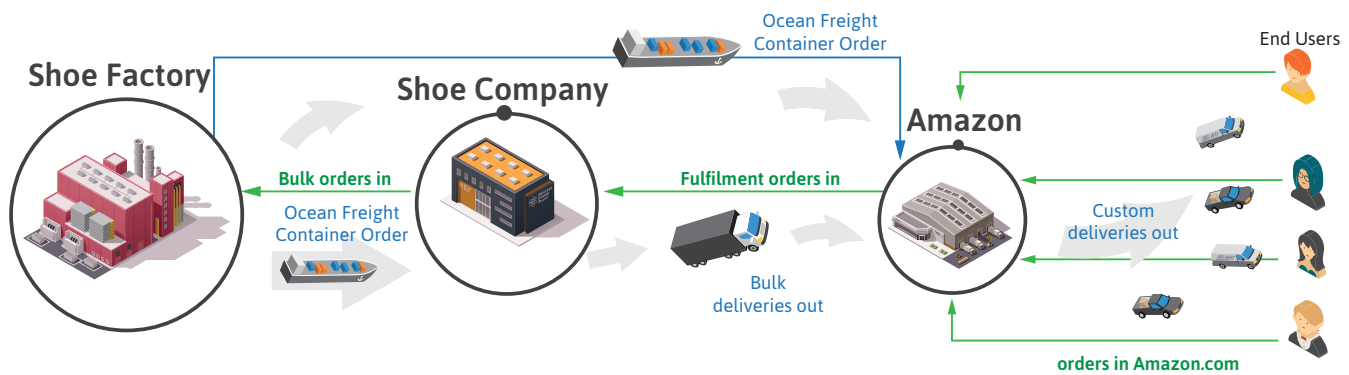 Ocean Freight
Container Order
End Users
Shoe Factory
Shoe Company
Amazon
Bulk orders in
Fulfilment orders in
Ocean Freight
Container Order
Custom
deliveries out
Bulk
deliveries out
orders in Amazon.com